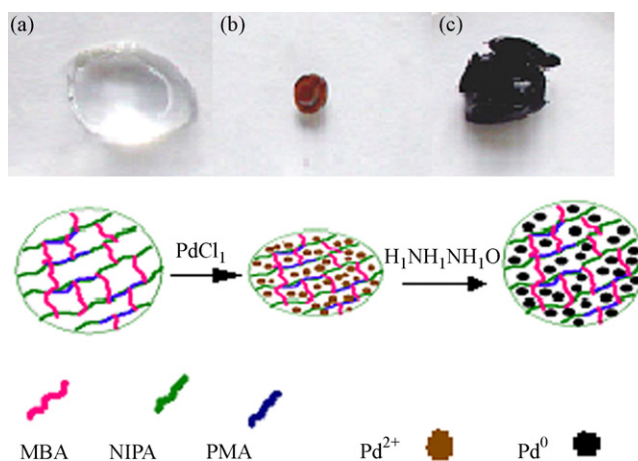 (a) (b) (c)
PdCl₁ H₁NH₁NH₁O
MBA NIPA PMA Pd²⁺ Pd⁰